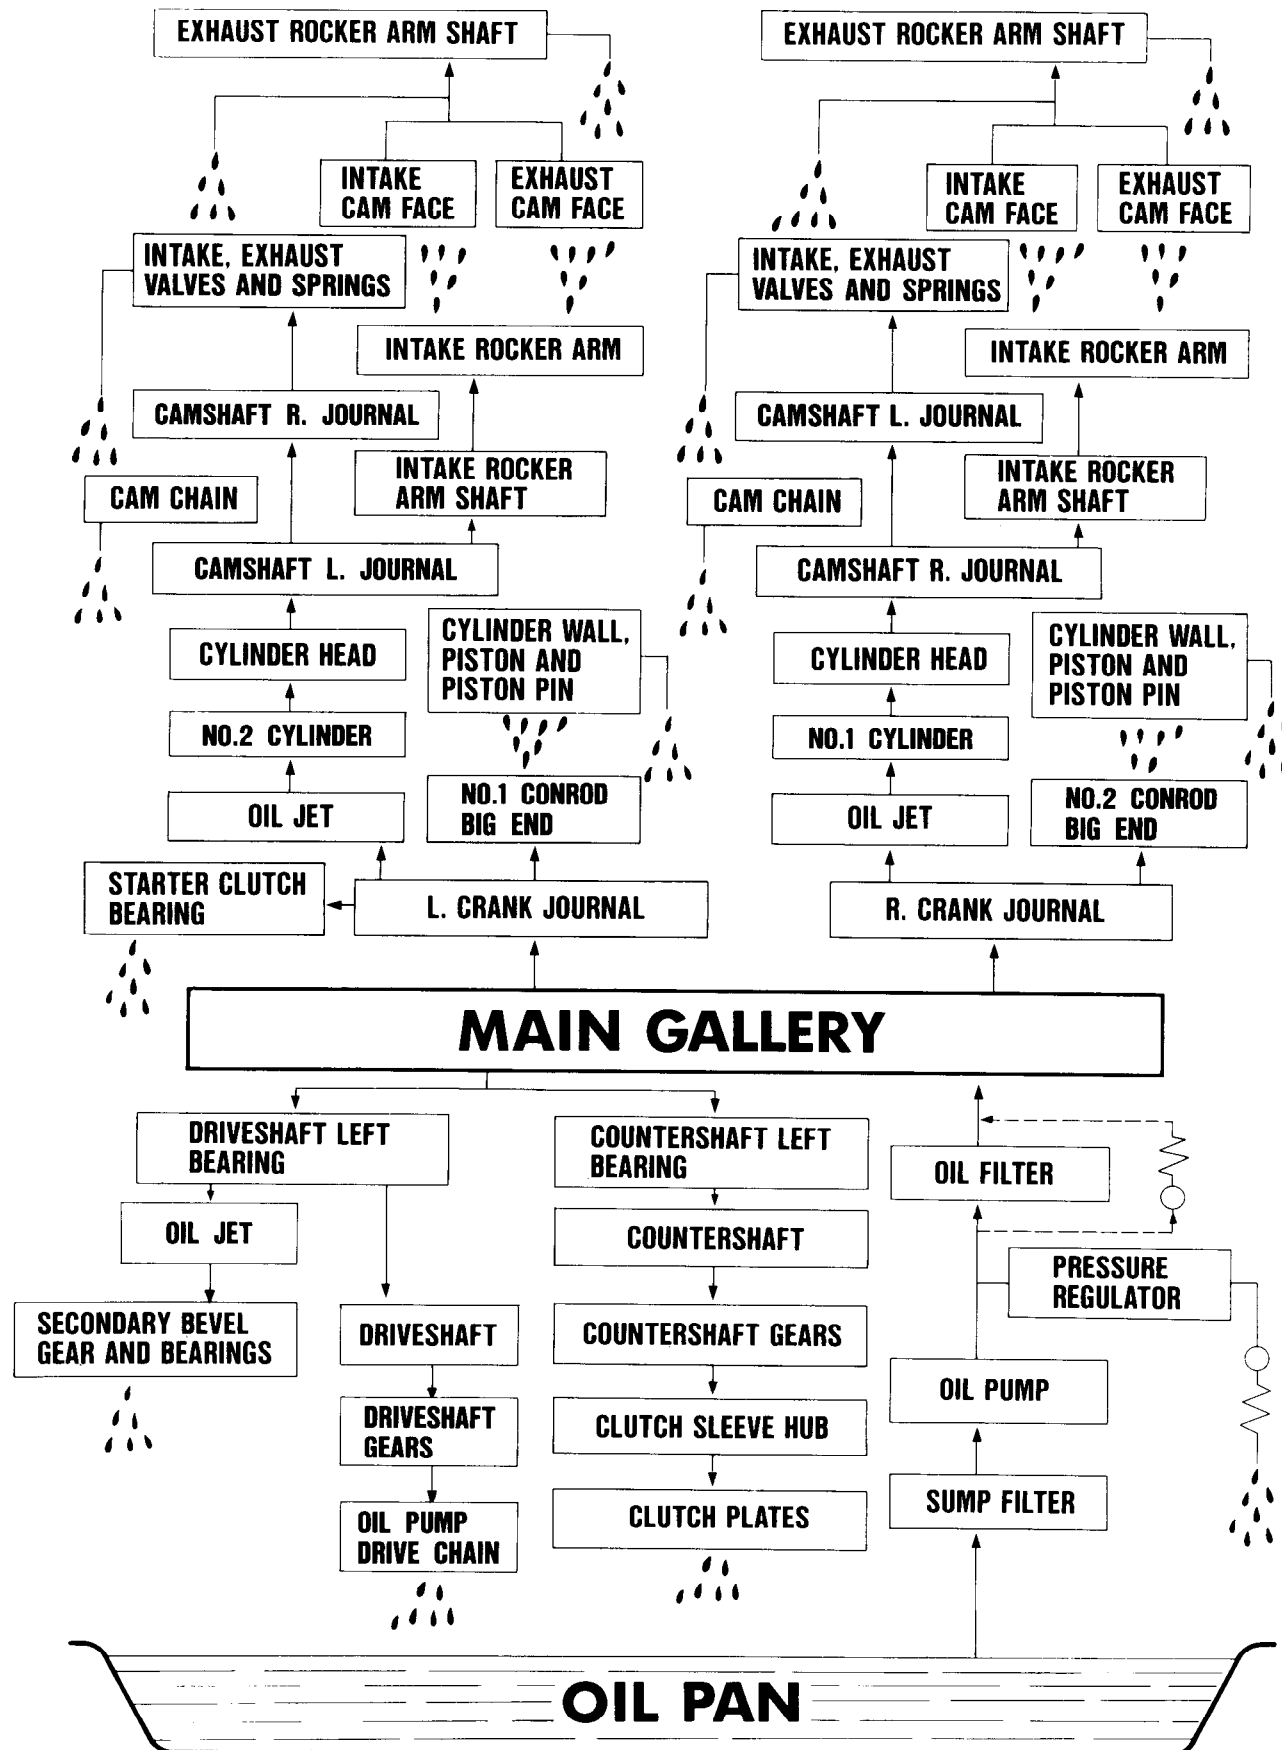 EXHAUST ROCKER ARM SHAFT
EXHAUST ROCKER ARM SHAFT
INTAKE
CAM FACE
EXHAUST
CAM FACE
INTAKE
CAM FACE
EXHAUST
CAM FACE
INTAKE, EXHAUST
VALVES AND SPRINGS
INTAKE, EXHAUST
VALVES AND SPRINGS
INTAKE ROCKER ARM
INTAKE ROCKER ARM
CAMSHAFT R. JOURNAL
CAMSHAFT L. JOURNAL
INTAKE ROCKER
ARM SHAFT
INTAKE ROCKER
ARM SHAFT
CAM CHAIN
CAM CHAIN
CAMSHAFT L. JOURNAL
CAMSHAFT R. JOURNAL
CYLINDER HEAD
CYLINDER WALL,
PISTON AND
PISTON PIN
CYLINDER HEAD
CYLINDER WALL,
PISTON AND
PISTON PIN
NO.2 CYLINDER
NO.1 CYLINDER
OIL JET
NO.1 CONROD
BIG END
OIL JET
NO.2 CONROD
BIG END
STARTER CLUTCH
BEARING
L. CRANK JOURNAL
R. CRANK JOURNAL
MAIN GALLERY
DRIVESHAFT LEFT
BEARING
COUNTERSHAFT LEFT
BEARING
OIL FILTER
OIL JET
COUNTERSHAFT
PRESSURE
REGULATOR
SECONDARY BEVEL
GEAR AND BEARINGS
DRIVESHAFT
COUNTERSHAFT GEARS
OIL PUMP
DRIVESHAFT
GEARS
CLUTCH SLEEVE HUB
SUMP FILTER
OIL PUMP
DRIVE CHAIN
CLUTCH PLATES
OIL PAN